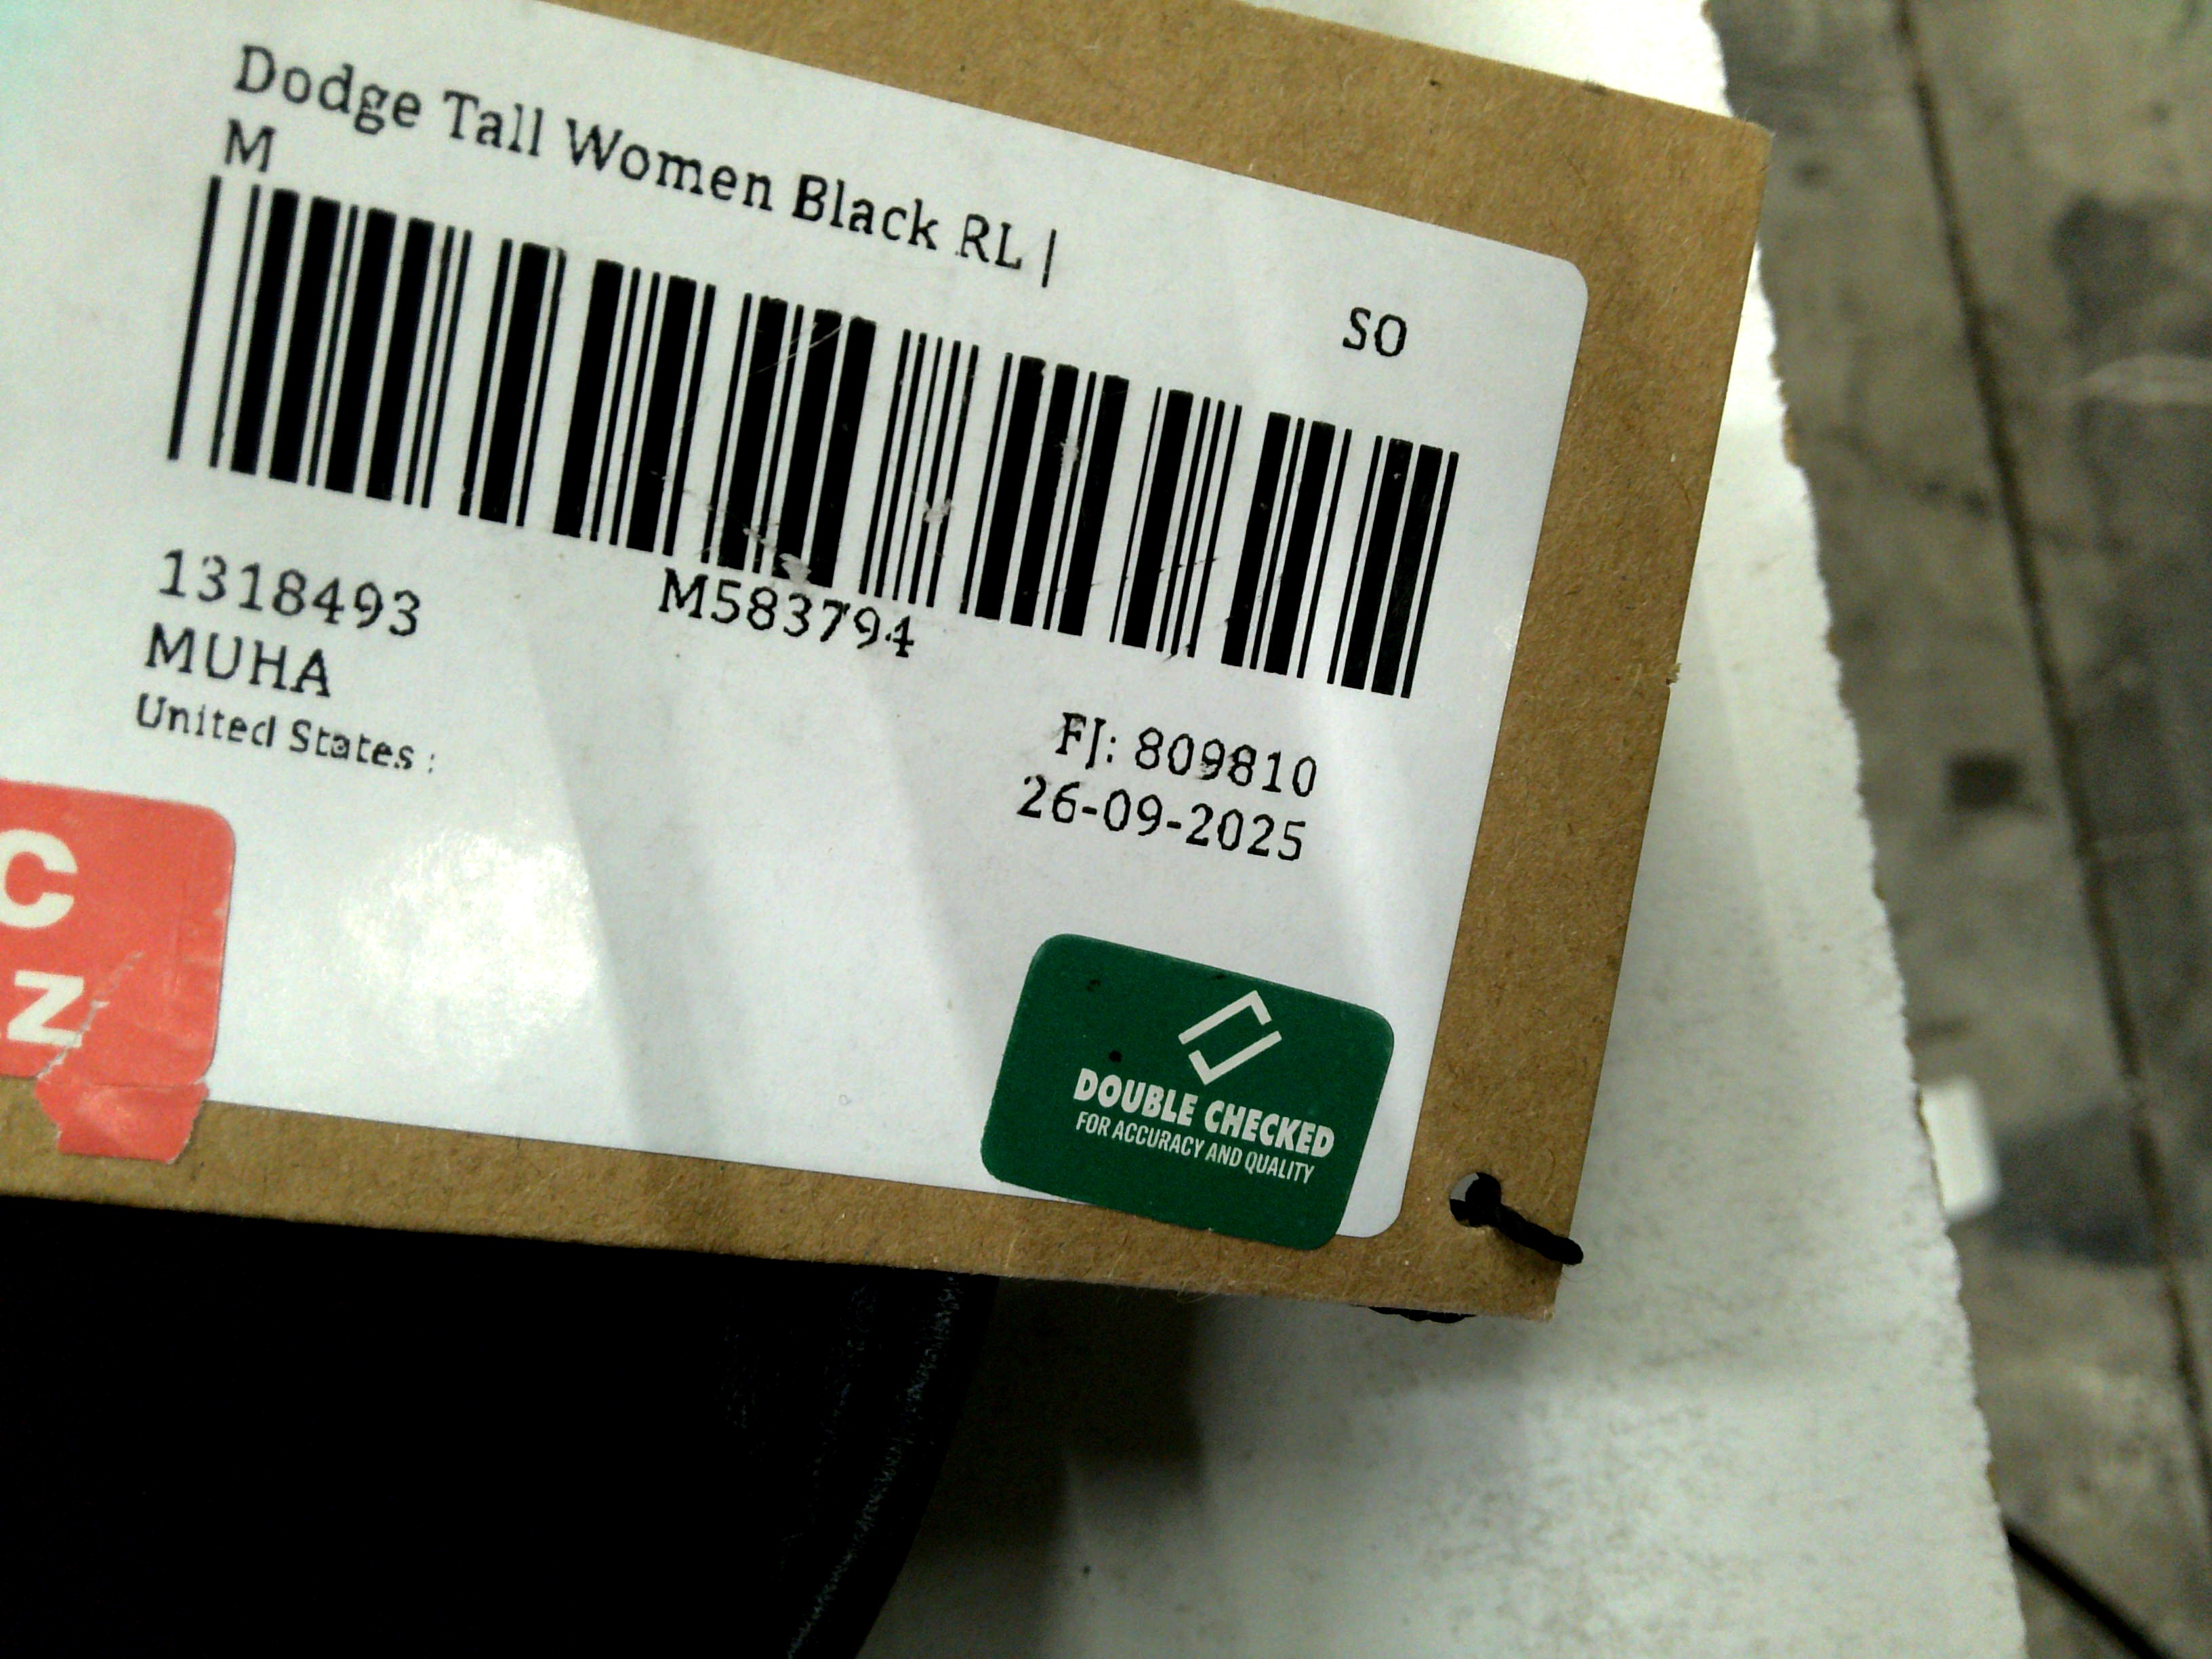 Dodge Tall Women Black RL |
M
SO
1318493
M583794
MUHA
United States :
FJ: 809810
26-09-2025
C
Z
DOUBLE CHECKED
FOR ACCURACY AND QUALITY